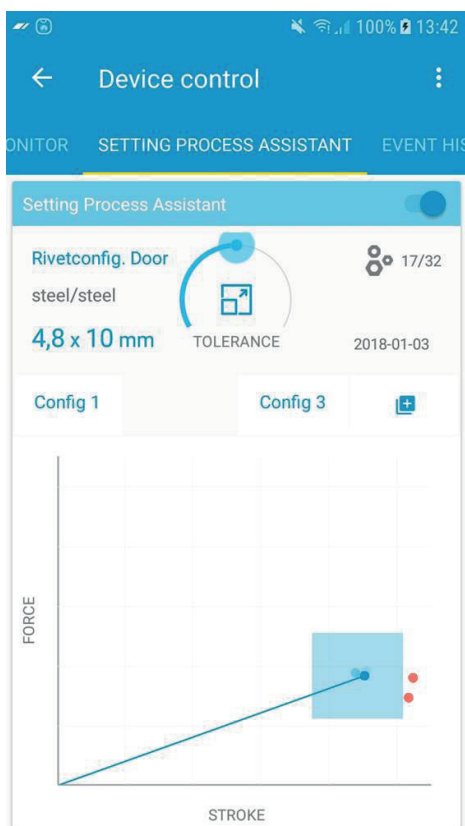 100% 13:42
Device control
ONITOR SETTING PROCESS ASSISTANT EVENT HIS
Setting Process Assistant
Rivetconfig. Door
17/32
steel/steel
4,8 x 10 mm
TOLERANCE
2018-01-03
Config 1 Config 3
FORCE
STROKE